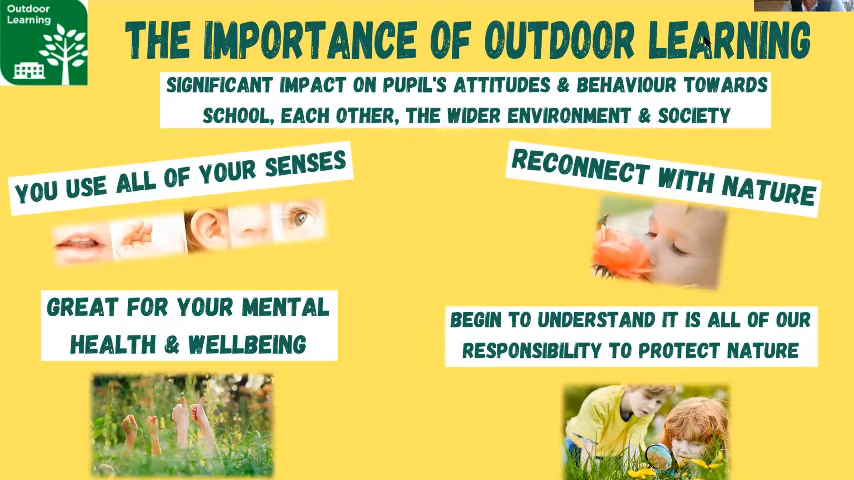 Outdoor
Learning
THE IMPORTANCE OF OUTDOOR LEARNING
SIGNIFICANT IMPACT ON PUPIL'S ATTITUDES & BEHAVIOUR TOWARDS
SCHOOL, EACH OTHER, THE WIDER ENVIRONMENT & SOCIETY
YOU USE ALL OF YOUR SENSES
RECONNECT WITH NATURE
GREAT FOR YOUR MENTAL
HEALTH & WELLBEING
BEGIN TO UNDERSTAND IT IS ALL OF OUR
RESPONSIBILITY TO PROTECT NATURE